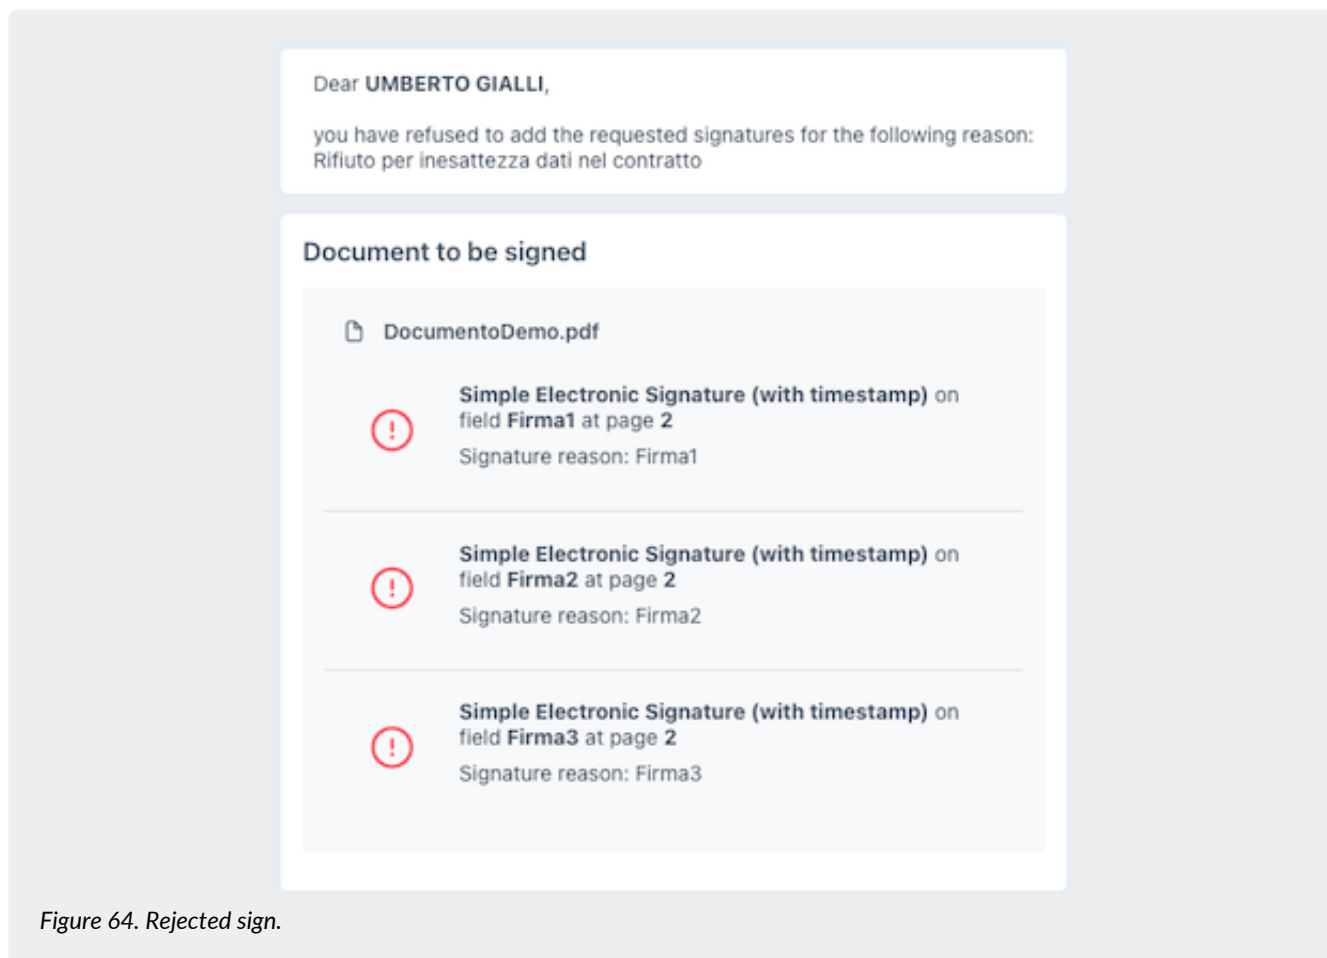 Dear UMBERTO GIALLI,
you have refused to add the requested signatures for the following reason:
Rifiuto per inesattezza dati nel contratto
Document to be signed
DocumentoDemo.pdf
Simple Electronic Signature (with timestamp) on
field Firma1 at page 2
Signature reason: Firma1
Simple Electronic Signature (with timestamp) on
field Firma2 at page 2
Signature reason: Firma2
Simple Electronic Signature (with timestamp) on
field Firma3 at page 2
Signature reason: Firma3
Figure 64. Rejected sign.